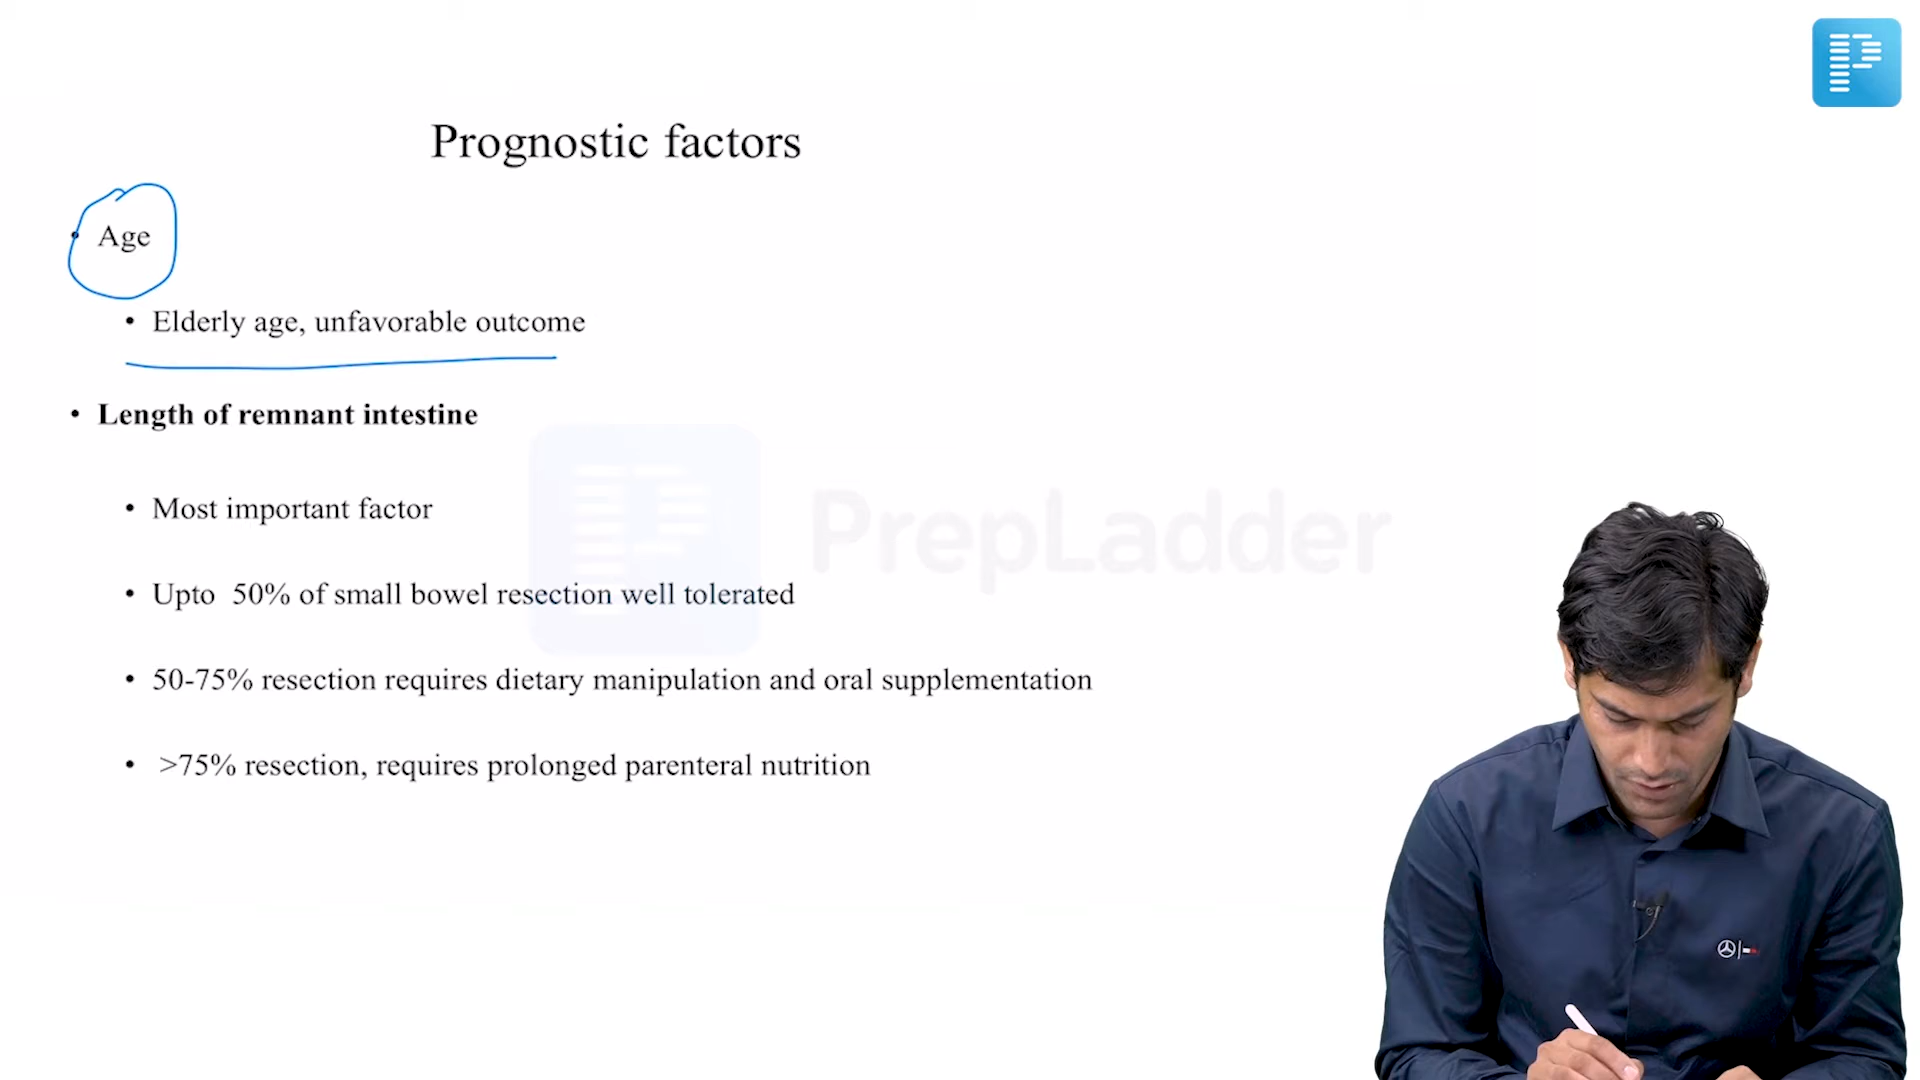 Prognostic factors
• Age
• Elderly age, unfavorable outcome
• Length of remnant intestine
• Most important factor
• Upto 50% of small bowel resection well tolerated
• 50-75% resection requires dietary manipulation and oral supplementation
• >75% resection, requires prolonged parenteral nutrition
PrepLadder